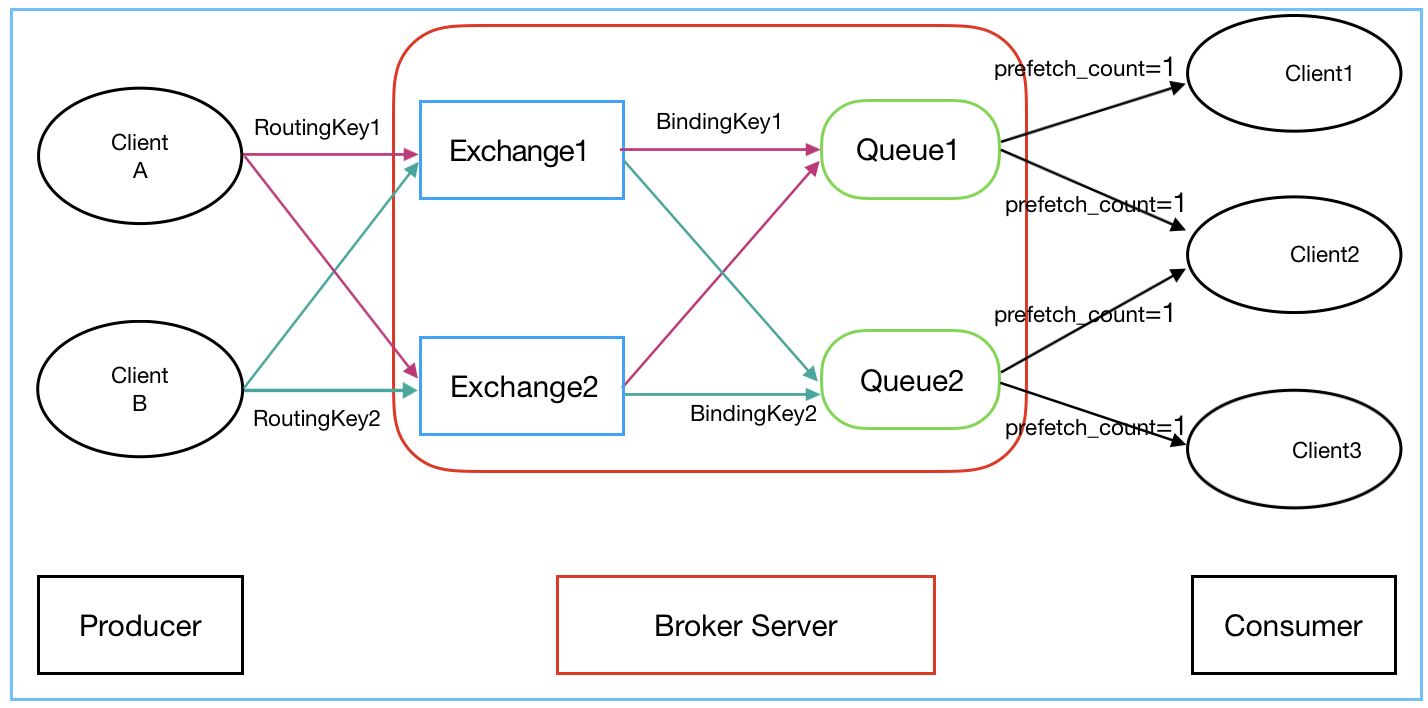 Client
A
RoutingKey1
Exchange1
BindingKey1
Queue1
prefetch_count=1
Client1
prefetch_count=1
Client2
Client
B
RoutingKey2
Exchange2
BindingKey2
Queue2
prefetch_count=1
prefetch_count=1
Client3
Producer
Broker Server
Consumer